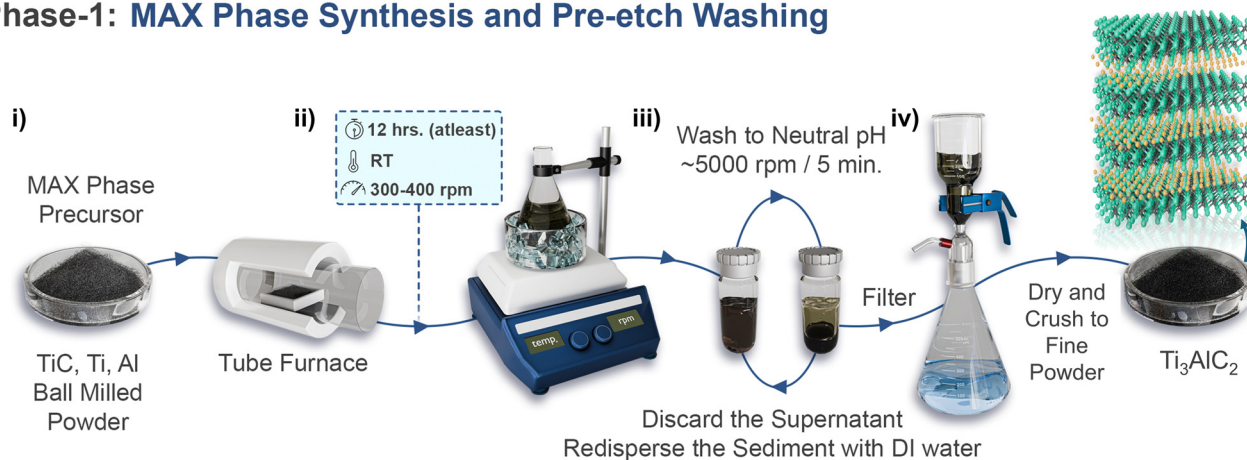 Phase-1: MAX Phase Synthesis and Pre-etch Washing
i)
MAX Phase
Precursor
TiC, Ti, Al
Ball Milled
Powder
Tube Furnace
ii)
12 hrs. (atleast)
RT
300-400 rpm
temp.
rpm
iii)
Wash to Neutral pH
~5000 rpm / 5 min.
Discard the Supernatant
Redisperse the Sediment with DI water
Filter
iv)
Dry and
Crush to
Fine
Powder
Ti₃AlC₂